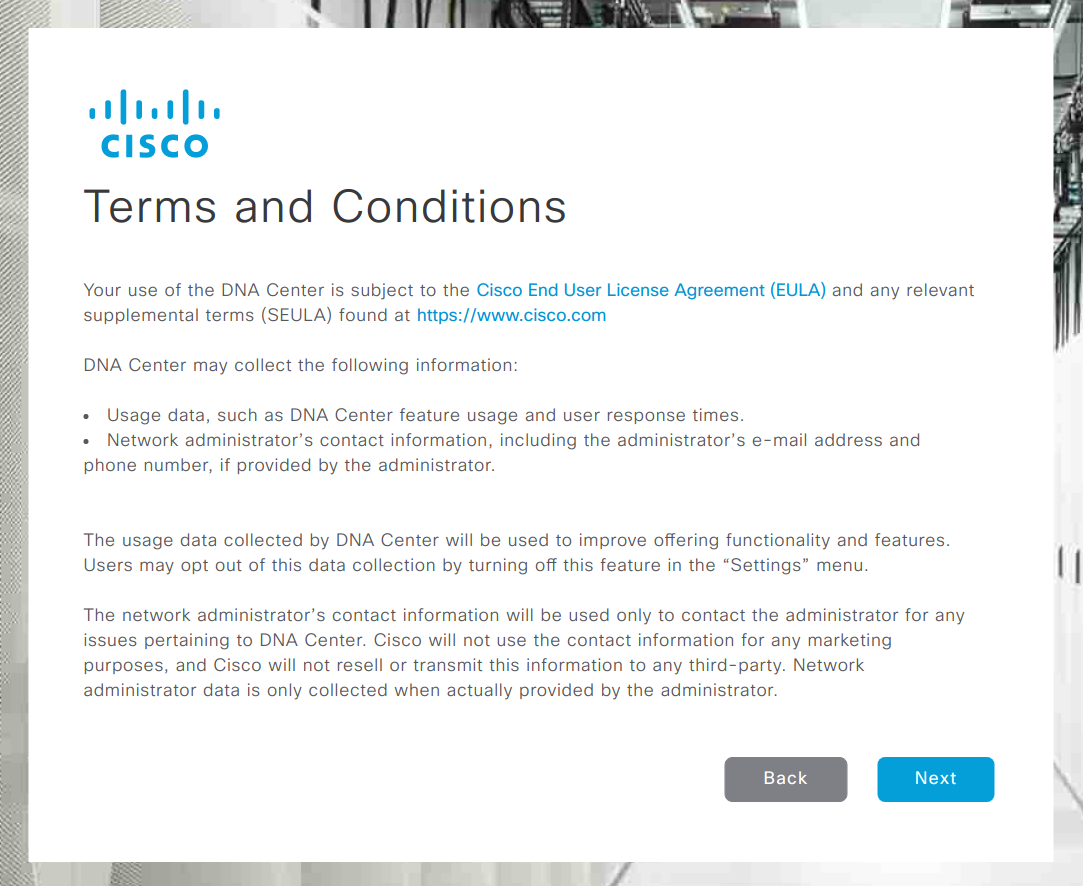 CISCO
Terms and Conditions
Your use of the DNA Center is subject to the Cisco End User License Agreement (EULA) and any relevant
supplemental terms (SEULA) found at https://www.cisco.com
DNA Center may collect the following information:
• Usage data, such as DNA Center feature usage and user response times.
• Network administrator’s contact information, including the administrator’s e-mail address and
phone number, if provided by the administrator.
The usage data collected by DNA Center will be used to improve offering functionality and features.
Users may opt out of this data collection by turning off this feature in the “Settings” menu.
The network administrator’s contact information will be used only to contact the administrator for any
issues pertaining to DNA Center. Cisco will not use the contact information for any marketing
purposes, and Cisco will not resell or transmit this information to any third-party. Network
administrator data is only collected when actually provided by the administrator.
Back Next